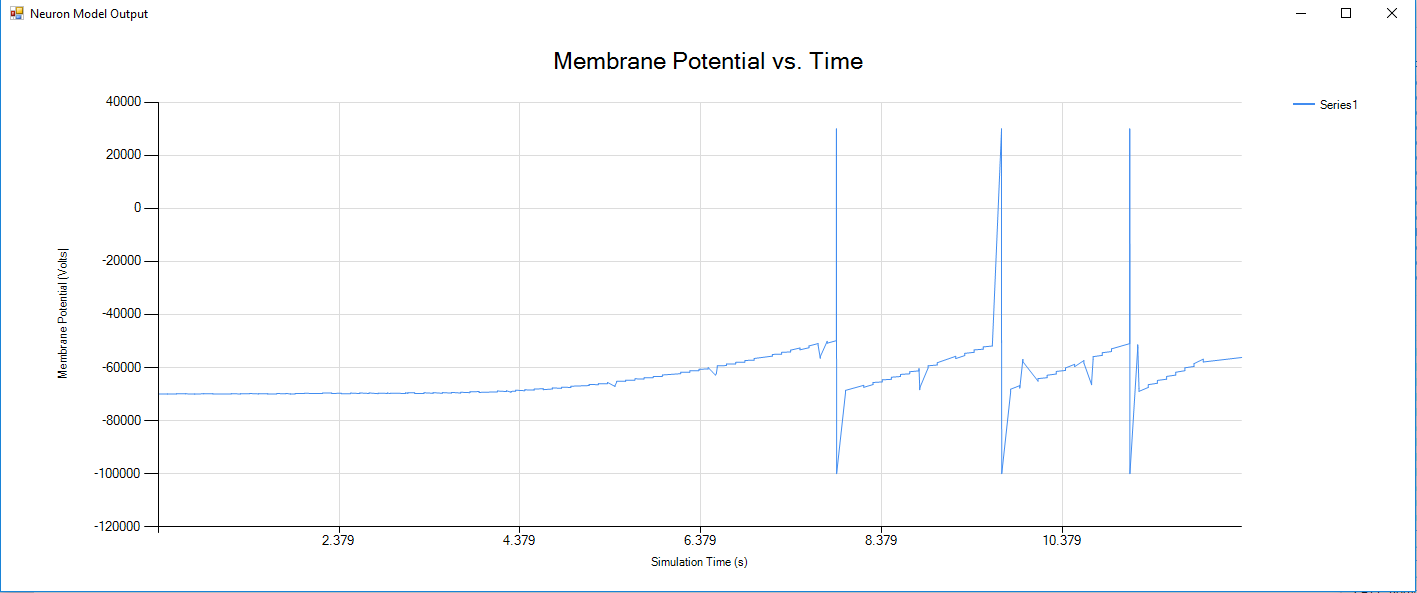 Neuron Model Output
Membrane Potential vs. Time
Series1
40000
20000
0
-20000
-40000
-60000
-80000
-100000
-120000
Membrane Potential (Volts)
2.379
4.379
6.379
8.379
10.379
Simulation Time (s)